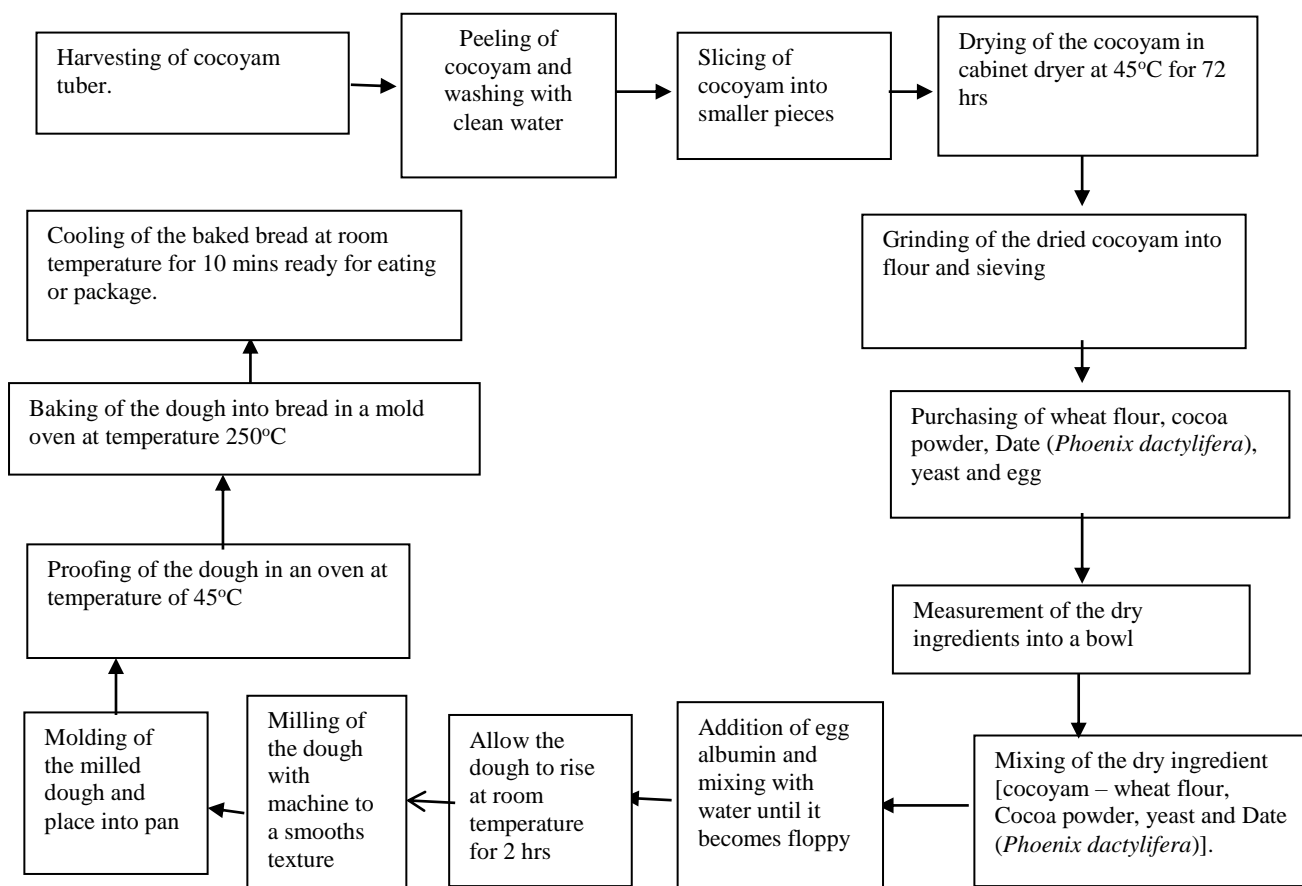 Harvesting of cocoyam
tuber.
Peeling of
cocoyam and
washing with
clean water
Slicing of
cocoyam into
smaller pieces
Drying of the cocoyam in
cabinet dryer at 45°C for 72
hrs
Grinding of the dried cocoyam into
flour and sieving
Purchasing of wheat flour, cocoa
powder, Date (Phoenix dactylifera),
yeast and egg
Measurement of the dry
ingredients into a bowl
Mixing of the dry ingredient
[cocoyam – wheat flour,
Cocoa powder, yeast and Date
(Phoenix dactylifera)].
Addition of egg
albumin and
mixing with
water until it
becomes floppy
Allow the
dough to rise
at room
temperature
for 2 hrs
Milling of
the dough
with
machine to
a smooths
texture
Molding of
the milled
dough and
place into pan
Proofing of the dough in an oven at
temperature of 45°C
Baking of the dough into bread in a mold
oven at temperature 250°C
Cooling of the baked bread at room
temperature for 10 mins ready for eating
or package.